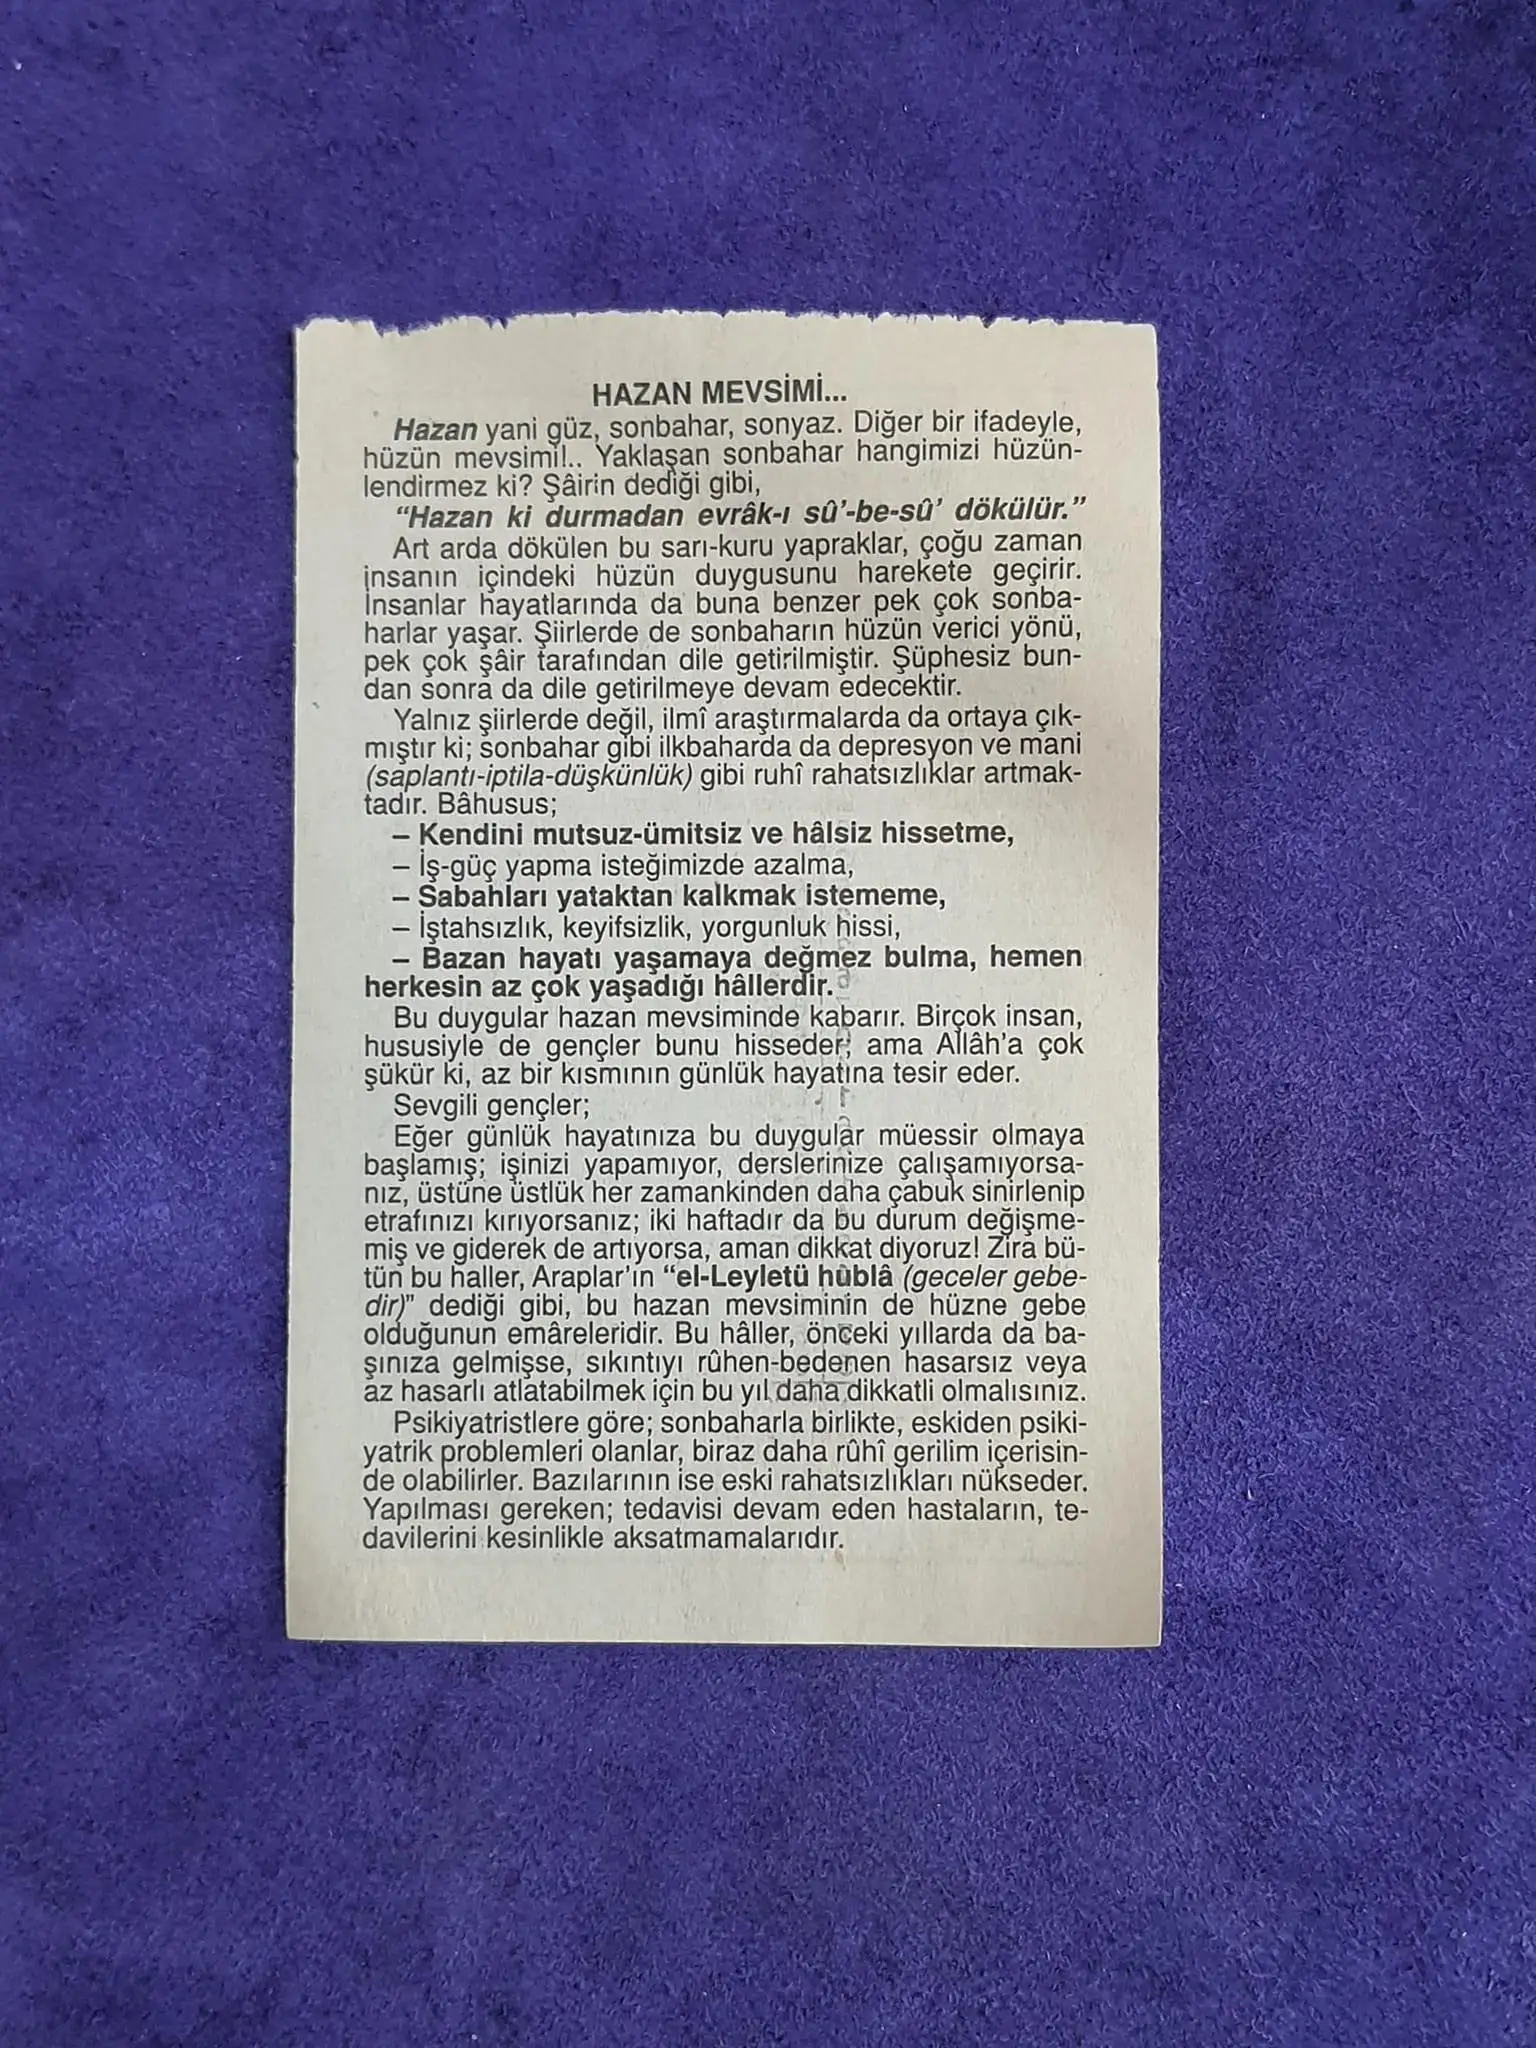 HAZAN MEVSİMİ...
Hazan yani güz, sonbahar, sonyaz. Diğer bir ifadeyle,
hüzün mevsimi!.. Yaklaşan sonbahar hangimizi hüzün-
lendirmez ki? Şâirin dediği gibi,
“Hazan ki durmadan evrâk-ı sû’-be-sû’ dökülür.”
Art arda dökülen bu sarı-kuru yapraklar, çoğu zaman
insanın içindeki hüzün duygusunu harekete geçirir.
İnsanlar hayatlarında da buna benzer pek çok sonba-
harlar yaşar. Şiirlerde de sonbaharın hüzün verici yönü,
pek çok şâir tarafından dile getirilmiştir. Şüphesiz bun-
dan sonra da dile getirilmeye devam edecektir.
Yalnız şiirlerde değil, ilmî araştırmalarda da ortaya çık-
mıştır ki; sonbahar gibi ilkbaharda da depresyon ve mani
(saplantı-iptila-düşkünlük) gibi ruhî rahatsızlıklar artmak-
tadır. Bâhusus;
– Kendini mutsuz-ümitsiz ve hâlsiz hissetme,
– İş-güç yapma isteğimizde azalma,
– Sabahları yataktan kalkmak istememe,
– İştahsızlık, keyifsizlik, yorgunluk hissi,
– Bazan hayatı yaşamaya değmez bulma, hemen
herkesin az çok yaşadığı hâllerdir.
Bu duygular hazan mevsiminde kabarır. Birçok insan,
hususiyle de gençler bunu hisseder; ama Allâh’a çok
şükür ki, az bir kısmının günlük hayatına tesir eder.
Sevgili gençler;
Eğer günlük hayatınıza bu duygular müessir olmaya
başlamış; işinizi yapamıyor, derslerinize çalışamıyorsa-
nız, üstüne üstlük her zamankinden daha çabuk sinirlenip
etrafınızı kırıyorsanız; iki haftadır da bu durum değişme-
miş ve giderek de artıyorsa, aman dikkat diyoruz! Zira bü-
tün bu haller, Araplar’ın “el-Leyletü hûblâ (geceler gebe-
dir)” dediği gibi, bu hazan mevsiminin de hüzne gebe
olduğunun emâreleridir. Bu hâller, önceki yıllarda da ba-
şınıza gelmişse, sıkıntıyı rûhen-bedenen hasarsız veya
az hasarlı atlatabilmek için bu yıl daha dikkatli olmalısınız.
Psikiyatristlere göre; sonbaharla birlikte, eskiden psiki-
yatrik problemleri olanlar, biraz daha rûhî gerilim içerisin-
de olabilirler. Bazılarının ise eski rahatsızlıkları nükseder.
Yapılması gereken; tedavisi devam eden hastaların, te-
davilerini kesinlikle aksatmamalarıdır.